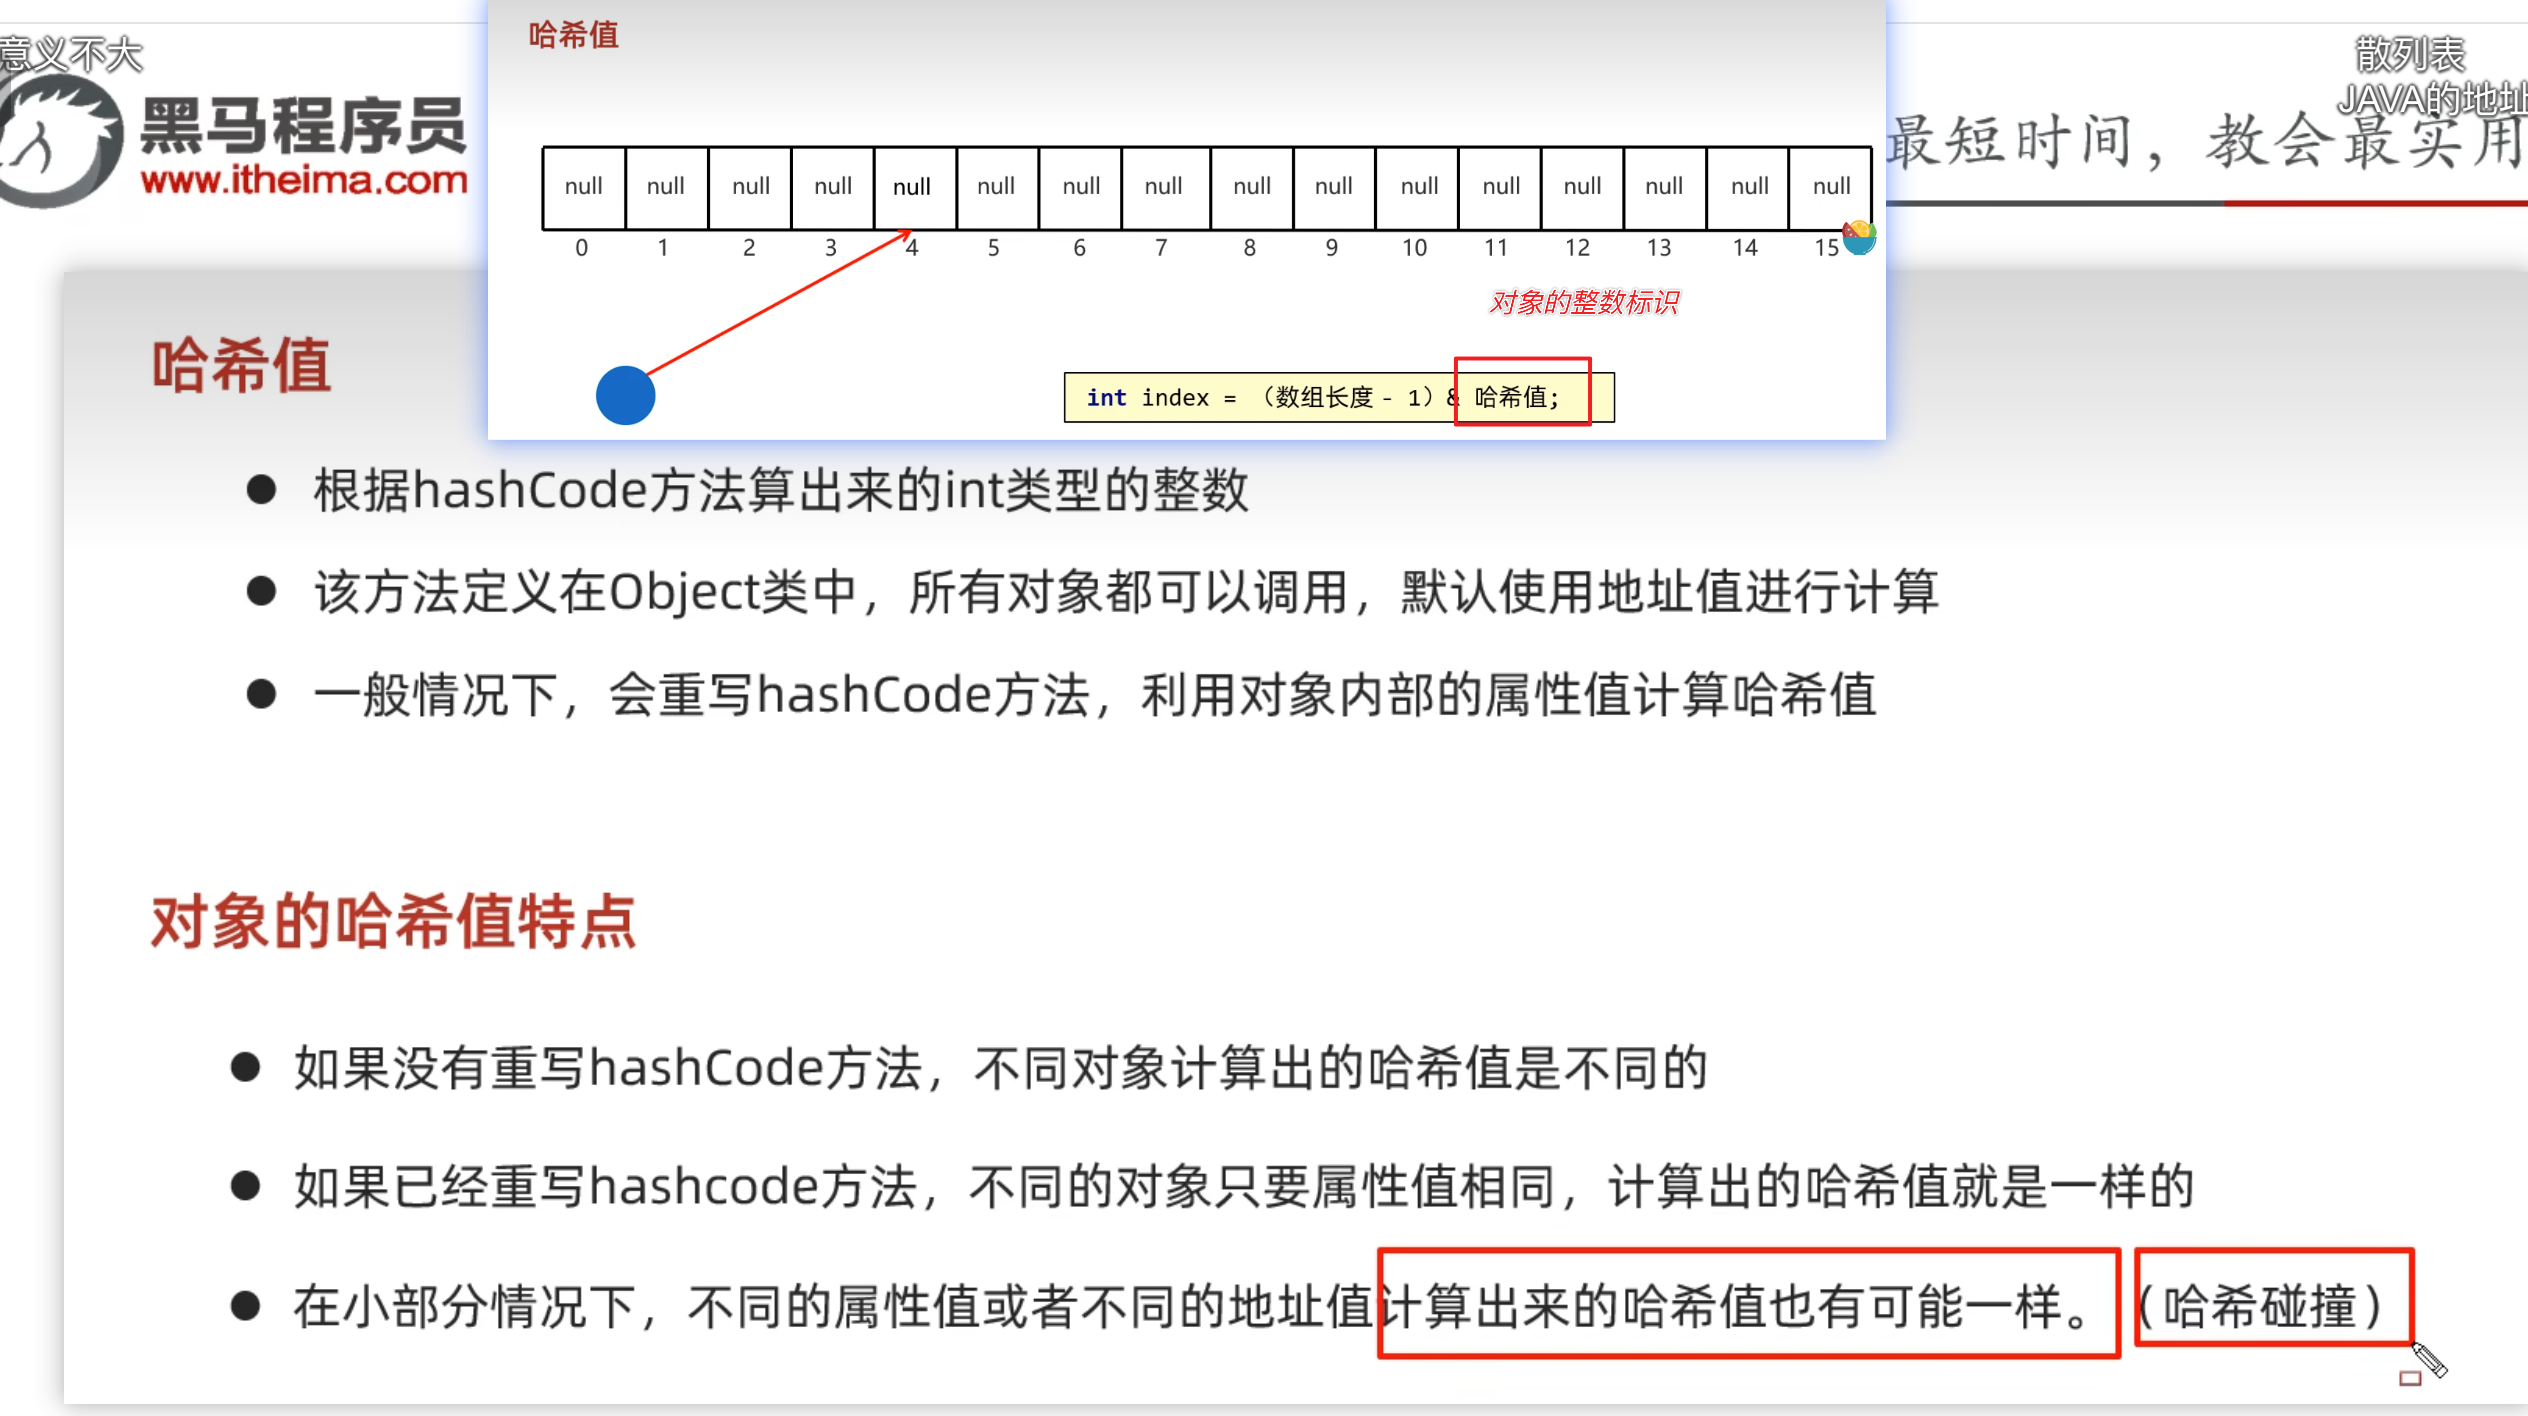 意义不大
黑马程序员
www.itheima.com
散列表
JAVA的地址
最短时间，教会最实用
哈希值
null null null null null null null null null null null null null null null null
0 1 2 3 4 5 6 7 8 9 10 11 12 13 14 15
对象的整数标识
int index = （数组长度 - 1）& 哈希值;
哈希值
根据hashCode方法算出来的int类型的整数
该方法定义在Object类中，所有对象都可以调用，默认使用地址值进行计算
一般情况下，会重写hashCode方法，利用对象内部的属性值计算哈希值
对象的哈希值特点
如果没有重写hashCode方法，不同对象计算出的哈希值是不同的
如果已经重写hashcode方法，不同的对象只要属性值相同，计算出的哈希值就是一样的
在小部分情况下，不同的属性值或者不同的地址值计算出来的哈希值也有可能一样。（哈希碰撞）